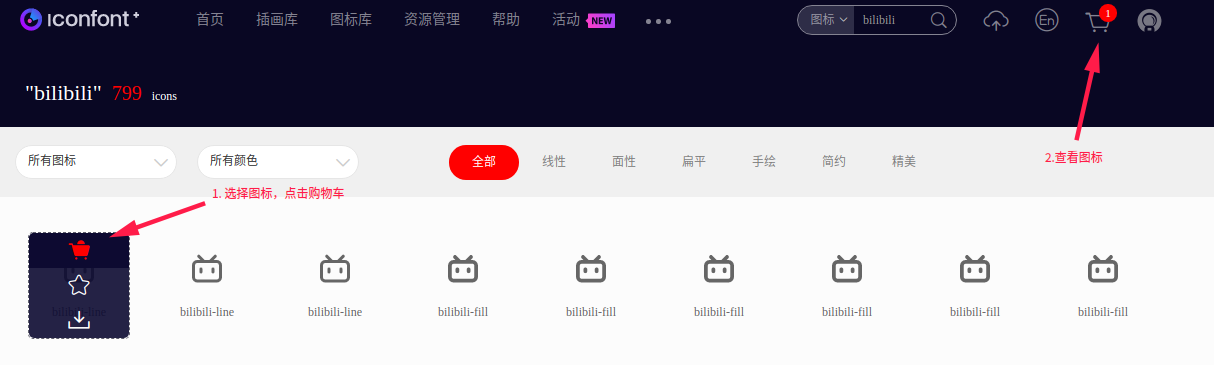 iconfont+ 首页 插画库 图标库 资源管理 帮助 活动 NEW 图标 bilibili En 1
"bilibili" 799 icons
所有图标 所有颜色 全部 线性 面性 扁平 手绘 简约 精美
2.查看图标
1. 选择图标，点击购物车
bilibili-line bilibili-line bilibili-line bilibili-fill bilibili-fill bilibili-fill bilibili-fill bilibili-fill bilibili-fill